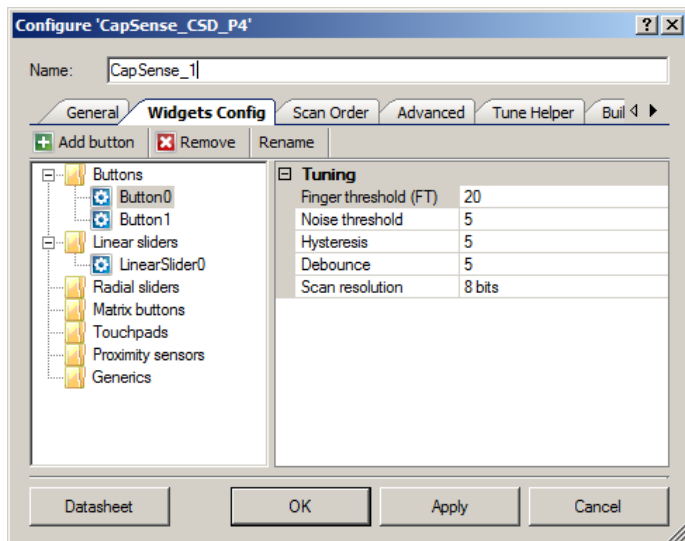 Configure 'CapSense_CSD_P4'
Name: CapSense_1
General Widgets Config Scan Order Advanced Tune Helper Buil
Add button Remove Rename
Buttons
Button0
Button1
Linear sliders
LinearSlider0
Radial sliders
Matrix buttons
Touchpads
Proximity sensors
Generics
Tuning
Finger threshold (FT) 20
Noise threshold 5
Hysteresis 5
Debounce 5
Scan resolution 8 bits
Datasheet OK Apply Cancel